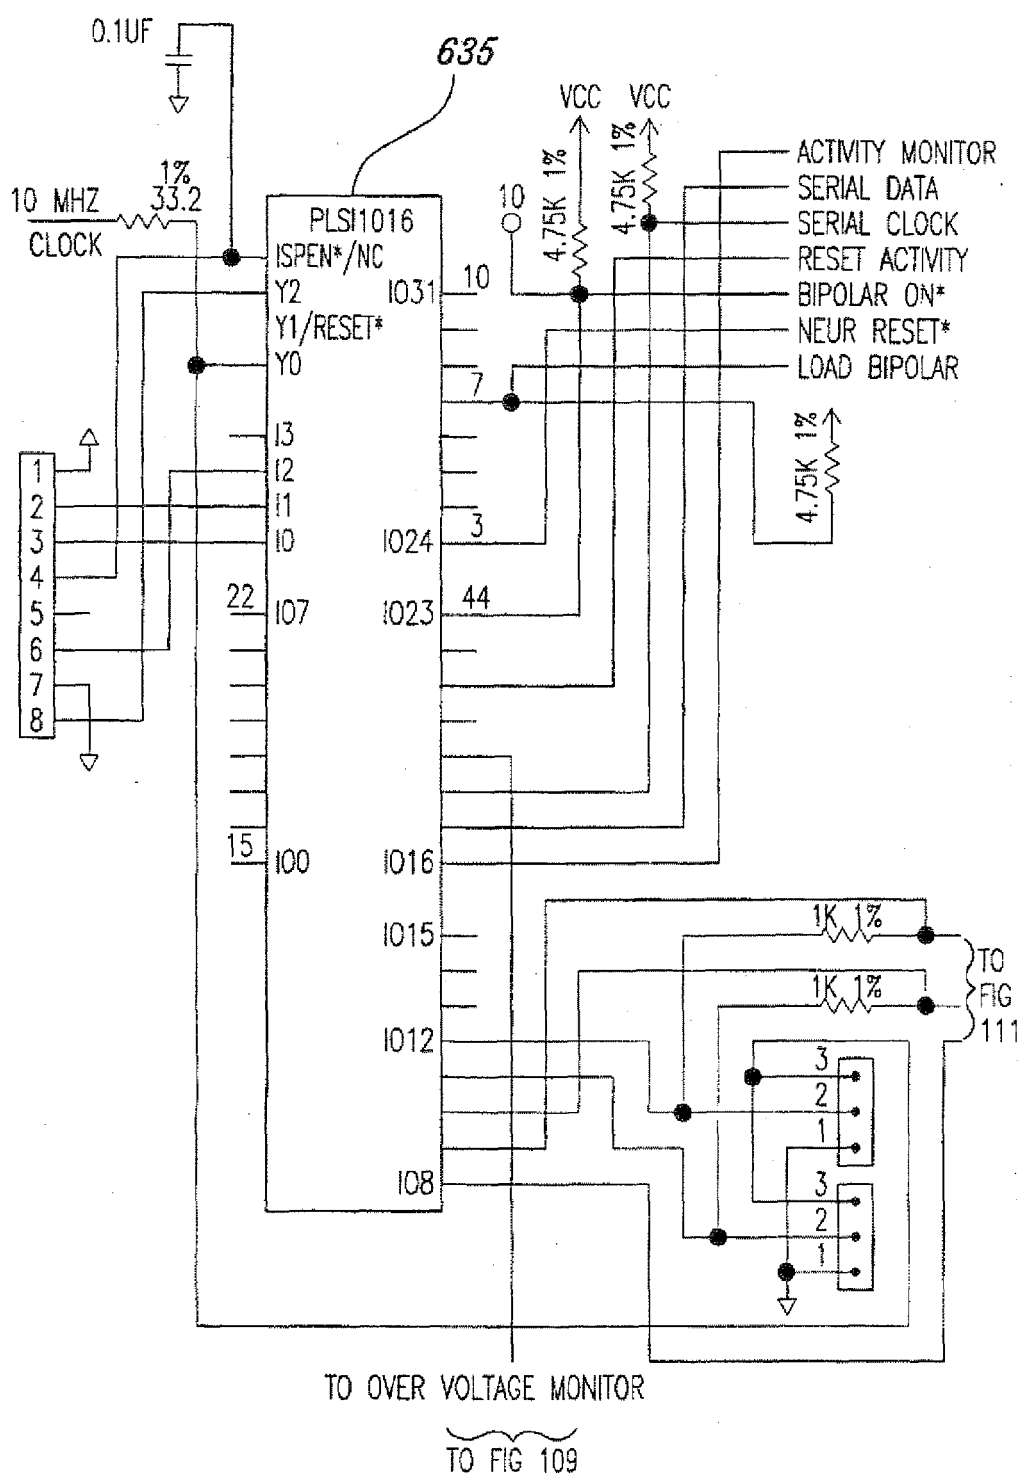 0.1UF
635
VCC
VCC
4.75K 1%
4.75K 1%
10
ACTIVITY MONITOR
SERIAL DATA
SERIAL CLOCK
RESET ACTIVITY
BIPOLAR ON*
NEUR RESET*
LOAD BIPOLAR
4.75K 1%
1%
33.2
10 MHZ
CLOCK
PLSI1016
ISPEN*/NC
Y2
Y1/RESET*
Y0
I3
I2
I1
I0
IO31
10
7
IO24
3
22
IO7
IO23
44
15
IO0
IO16
IO15
IO12
IO8
1
2
3
4
5
6
7
8
1K 1%
1K 1%
TO
FIG
111
3
2
1
3
2
1
TO OVER VOLTAGE MONITOR
TO FIG 109